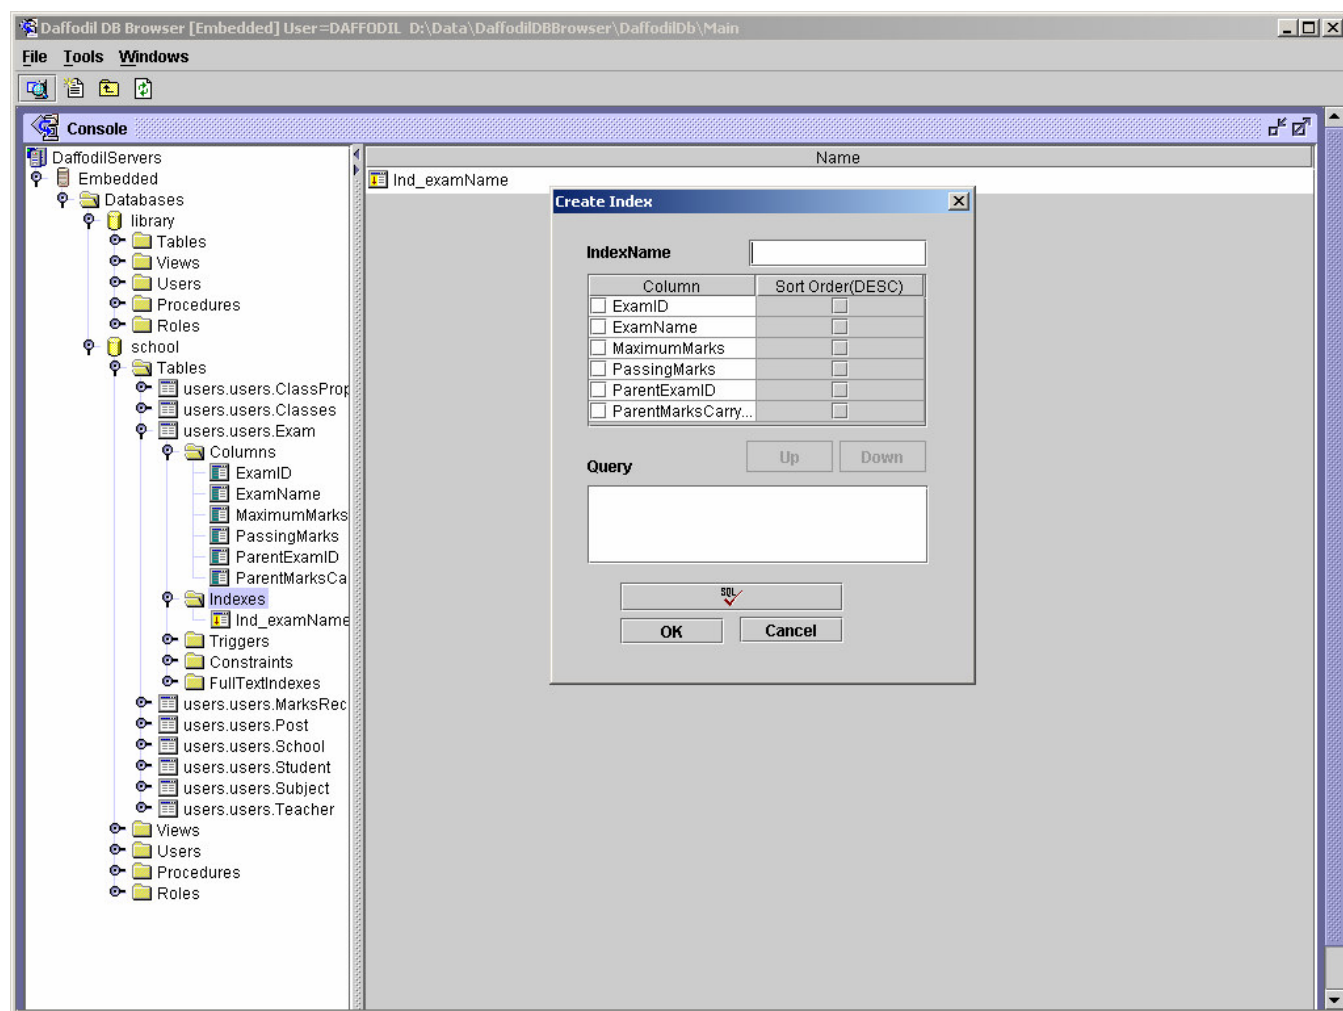 Daffodil DB Browser [Embedded] User=DAFFODIL D:\Data\DaffodilDBBrowser\DaffodilDb\Main
File Tools Windows
Console
DaffodilServers
Embedded
Databases
library
Tables
Views
Users
Procedures
Roles
school
Tables
users.users.ClassProp
users.users.Classes
users.users.Exam
Columns
ExamID
ExamName
MaximumMarks
PassingMarks
ParentExamID
ParentMarksCa
Indexes
Ind_examName
Triggers
Constraints
FullTextIndexes
users.users.MarksRec
users.users.Post
users.users.School
users.users.Student
users.users.Subject
users.users.Teacher
Views
Users
Procedures
Roles
Name
Ind_examName
Create Index
IndexName
Column Sort Order(DESC)
ExamID
ExamName
MaximumMarks
PassingMarks
ParentExamID
ParentMarksCarry...
Up Down
Query
SQL
OK Cancel